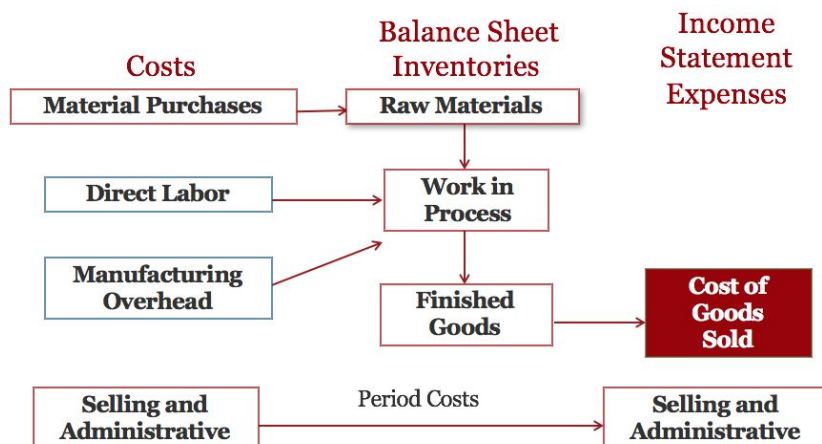 Costs
Balance Sheet
Inventories
Income
Statement
Expenses
Material Purchases
Raw Materials
Direct Labor
Work in
Process
Manufacturing
Overhead
Finished
Goods
Cost of
Goods
Sold
Selling and
Administrative
Period Costs
Selling and
Administrative